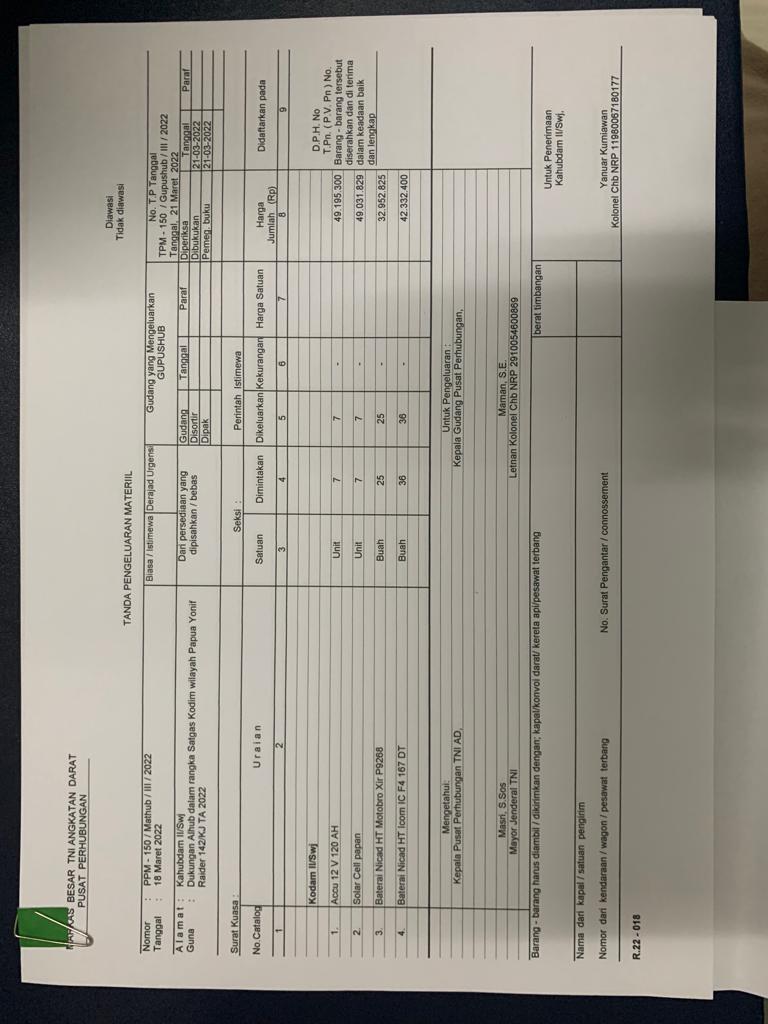 MARKAS BESAR TNI ANGKATAN DARAT
PUSAT PERHUBUNGAN
Diawasi
Tidak diawasi
TANDA PENGELUARAN MATERIIL
Nomor : PPM - 150 / Mathub / III / 2022
Tanggal : 18 Maret 2022
Biasa / Istimewa
Derajad Urgensi
Gudang yang Mengeluarkan
GUPUSHUB
No. T.P Tanggal
TPM - 150 / Gupushub / III / 2022
Tanggal, 21 Maret 2022
Alamat : Kahubdam II/Swj
Guna : Dukungan Alhub dalam rangka Satgas Kodim wilayah Papua Yonif
Raider 142/KJ TA 2022
Dari persediaan yang
dipisahkan / bebas
Gudang Tanggal Paraf
Disortir
Dipak
Diperiksa Tanggal Paraf
Dibukukan 21-03-2022
Pemeg. buku 21-03-2022
Surat Kuasa : Seksi : Perintah Istimewa
No.Catalog Uraian Satuan Dimintakan Dikeluarkan Kekurangan Harga Satuan Harga Jumlah (Rp) Didaftarkan pada
1 2 3 4 5 6 7 8 9
Kodam II/Swj
1. Accu 12 V 120 AH Unit 7 7 - 49.195.300
2. Solar Cell papan Unit 7 7 - 49.031.829
3. Baterai Nicad HT Motobro Xir P9268 Buah 25 25 - 32.952.825
4. Baterai Nicad HT Icom IC F4 167 DT Buah 36 36 - 42.332.400
D.P.H. No
T.Pn. ( P.V. Pn ) No.
Barang - barang tersebut
diserahkan dan di terima
dalam keadaan baik
dan lengkap
Mengetahui:
Kepala Pusat Perhubungan TNI AD,
Masri, S.Sos
Mayor Jenderal TNI
Untuk Pengeluaran :
Kepala Gudang Pusat Perhubungan,
Maman, S.E.
Letnan Kolonel Chb NRP 2910054600869
Barang - barang harus diambil / dikirimkan dengan; kapal/konvoi darat/ kereta api/pesawat terbang
berat timbangan
Nama dari kapal / satuan pengirim
Nomor dari kendaraan / wagon / pesawat terbang No. Surat Pengantar / connossement
Untuk Penerimaan
Kahubdam II/Swj,
Yanuar Kurniawan
Kolonel Chb NRP 11980067180177
R.22 - 018